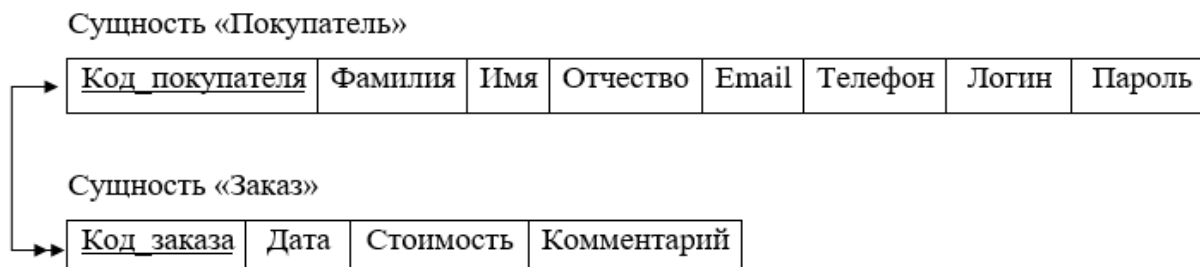 Сущность «Покупатель»
Код_покупателя Фамилия Имя Отчество Email Телефон Логин Пароль
Сущность «Заказ»
Код_заказа Дата Стоимость Комментарий